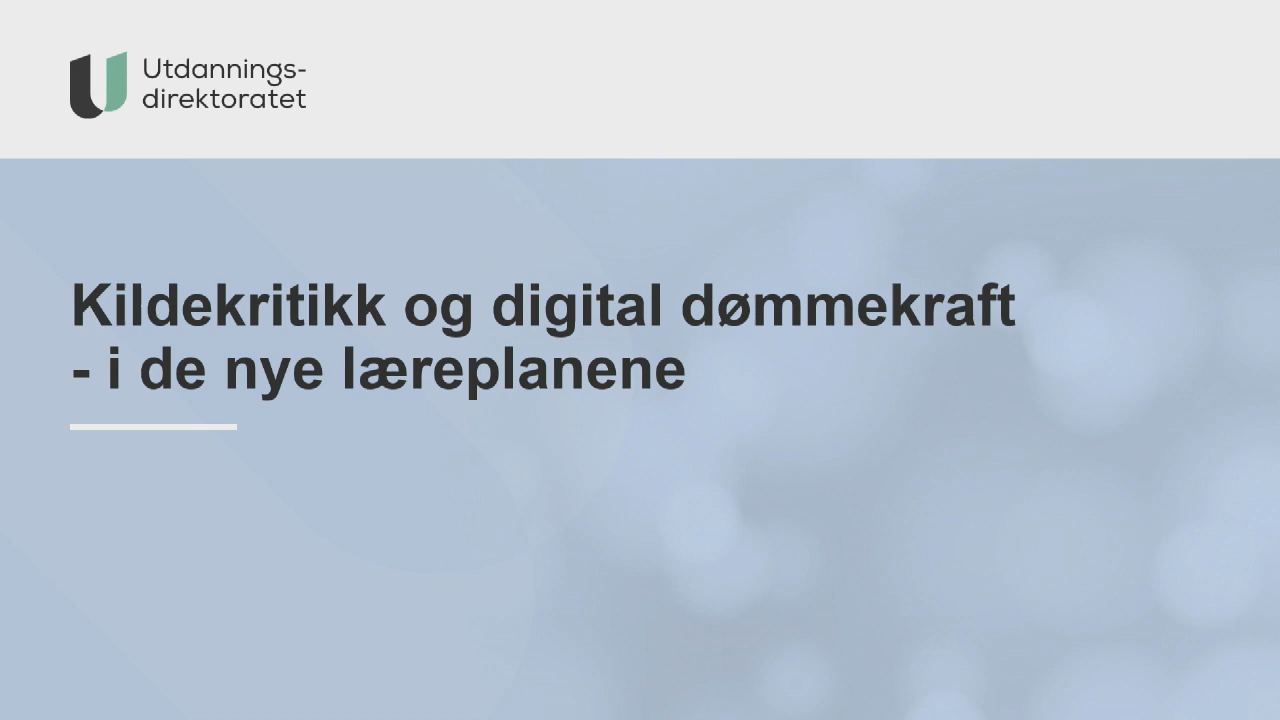 Utdannings-
direktoratet
Kildekritikk og digital dømmekraft
- i de nye læreplanene